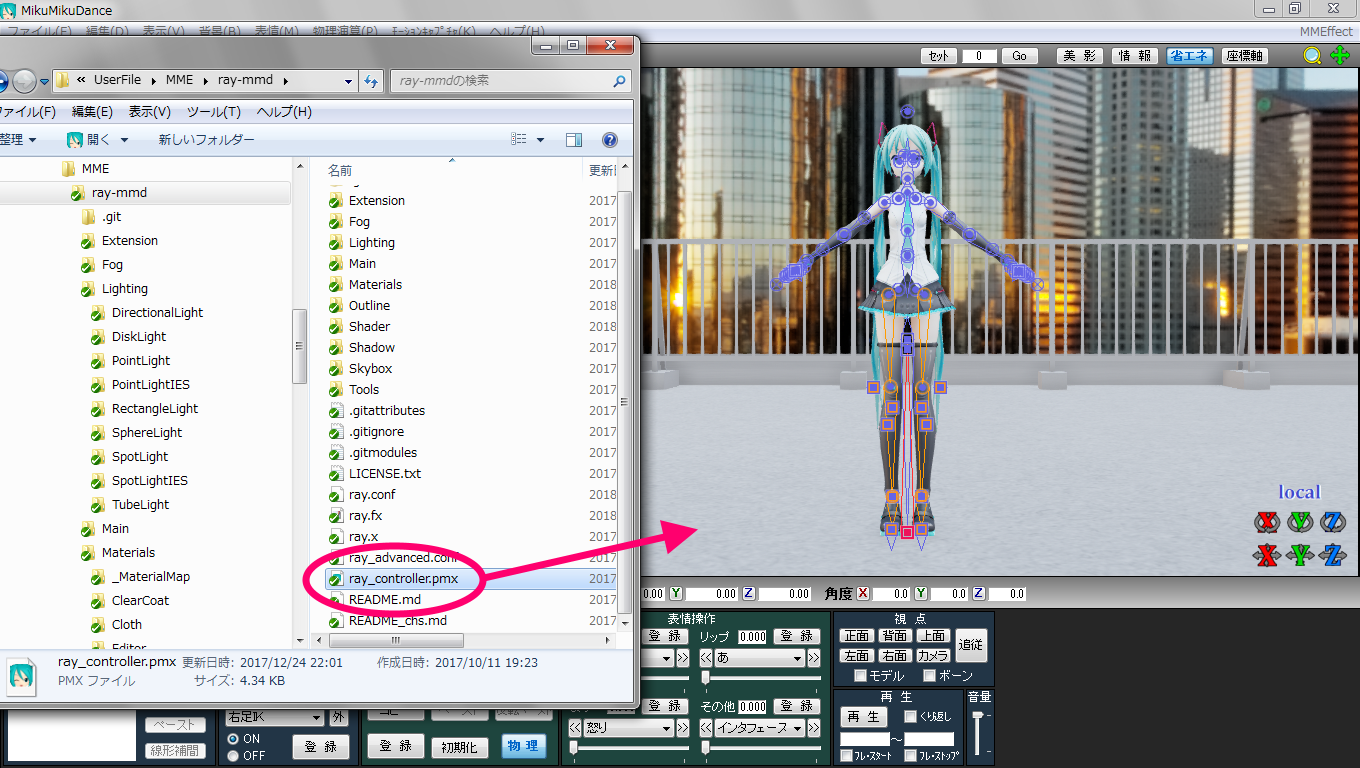 MikuMikuDance
ファイル(F) 編集(D) 表示(V) 背景(B) 表情(M) 物理演算(P) ﾓｰｼｮﾝｷｬﾌﾟﾁｬ(K) ヘルプ(H)
MMEffect
UserFile MME ray-mmd
ray-mmdの検索
ファイル(F) 編集(E) 表示(V) ツール(T) ヘルプ(H)
整理 開く 新しいフォルダー
MME
ray-mmd
.git
Extension
Fog
Lighting
DirectionalLight
DiskLight
PointLight
PointLightIES
RectangleLight
SphereLight
SpotLight
SpotLightIES
TubeLight
Main
Materials
_MaterialMap
ClearCoat
Cloth
Editor
名前 更新
Extension 2017
Fog 2017
Lighting 2017
Main 2017
Materials 2017
Outline 2018
Shader 2018
Shadow 2017
Skybox 2018
Tools 2017
.gitattributes 2017
.gitignore 2017
.gitmodules 2017
LICENSE.txt 2017
ray.conf 2018
ray.fx 2018
ray.x 2017
ray_advanced.conf 2017
ray_controller.pmx 2017
README.md 2017
README_chs.md 2017
ray_controller.pmx 更新日時: 2017/12/24 22:01 作成日時: 2017/10/11 19:23
PMX ファイル サイズ: 4.34 KB
セット 0 Go 美 影 情 報 省エネ 座標軸
local
X Y Z
X Y Z
0.00 Y 0.00 Z 0.00 角度 X 0.0 Y 0.0 Z 0.0
ペースト
線形補間
右足IK 外
ON
OFF
登 録
コピー ペースト 反転ペースト
登 録 初期化 物 理
表情操作
登 録 リップ 0.000 登 録
あ
登 録 その他 0.000 登 録
怒り インタフェース
視 点
正面 背面 上面 追従
左面 右面 カメラ
モデル ボーン
再 生
再 生 くり返し
～
フレ・スタート フレ・ストップ
音量